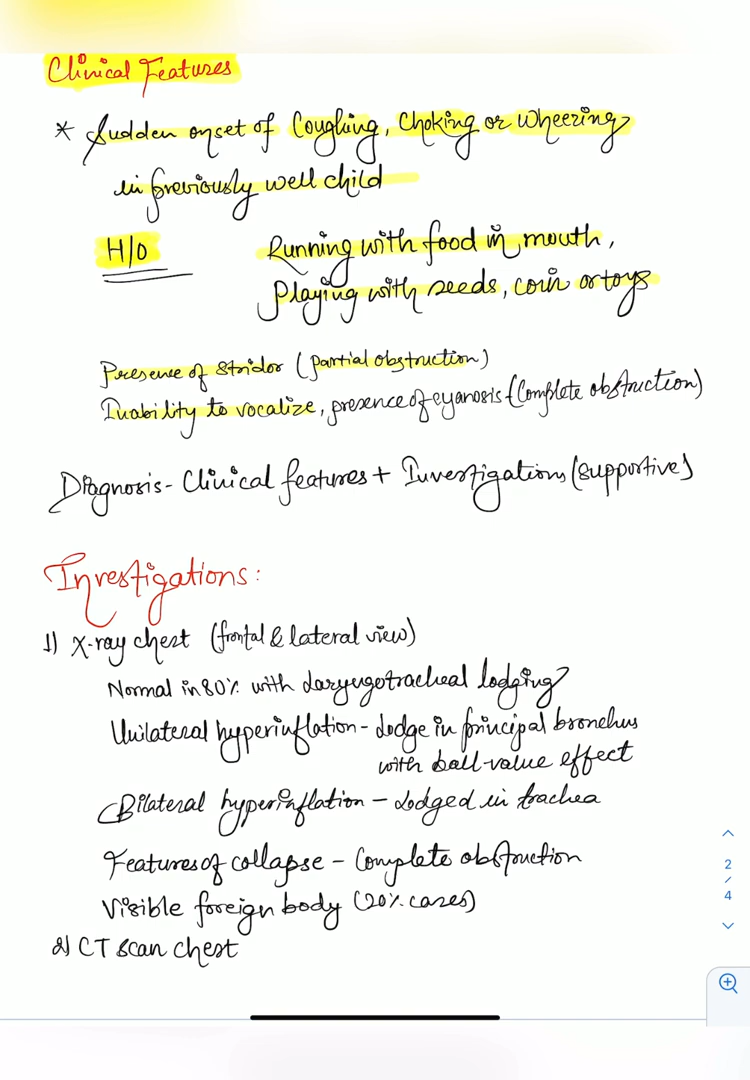 Clinical Features
* Sudden onset of Coughing, Choking or wheezing
in previously well child
H/O Running with food in mouth,
Playing with seeds, coin or toys
Presence of stridor (partial obstruction)
Inability to vocalize, presence of cyanosis (Complete obstruction)
Diagnosis - Clinical features + Investigations (supportive)
Investigations:
1) X-ray chest (frontal & lateral view)
Normal in 80% with Laryngotracheal lodging
Unilateral hyperinflation - Lodge in principal bronchus
with ball-valve effect
Bilateral hyperinflation - Lodged in trachea
Features of collapse - Complete obstruction
Visible foreign body (20% cases)
2) CT scan chest
2
/
4